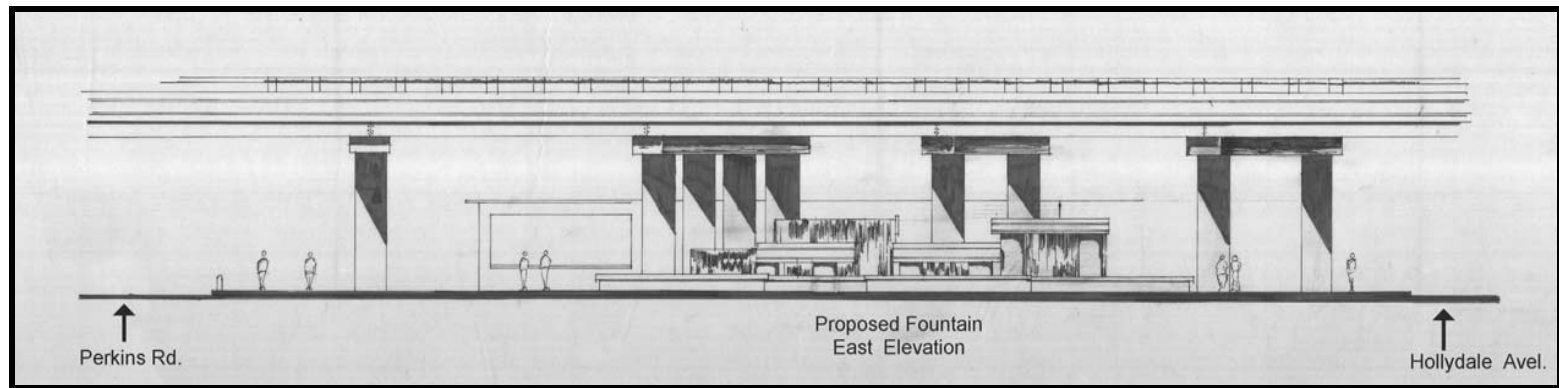 Proposed Fountain
East Elevation
Perkins Rd.
Hollydale Avel.